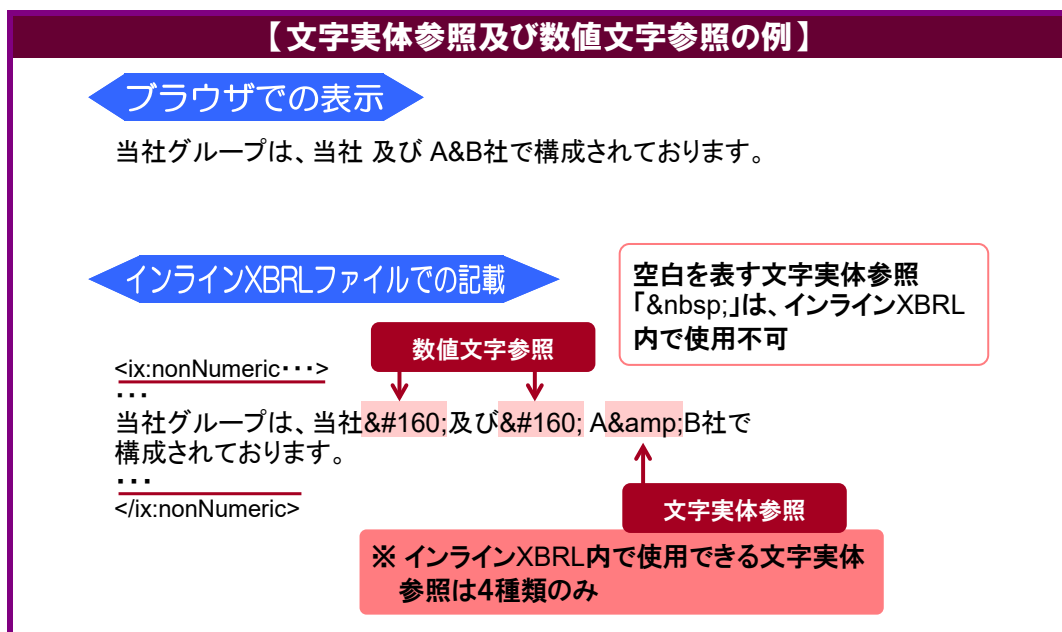 【文字実体参照及び数値文字参照の例】
ブラウザでの表示
当社グループは、当社 及び A&B社で構成されております。
インラインXBRLファイルでの記載
空白を表す文字実体参照
「&nbsp;」は、インラインXBRL
内で使用不可
数値文字参照
<ix:nonNumeric・・・>
・・・
当社グループは、当社&#160;及び&#160; A&amp;B社で
構成されております。
・・・
</ix:nonNumeric>
文字実体参照
※ インラインXBRL内で使用できる文字実体
参照は4種類のみ